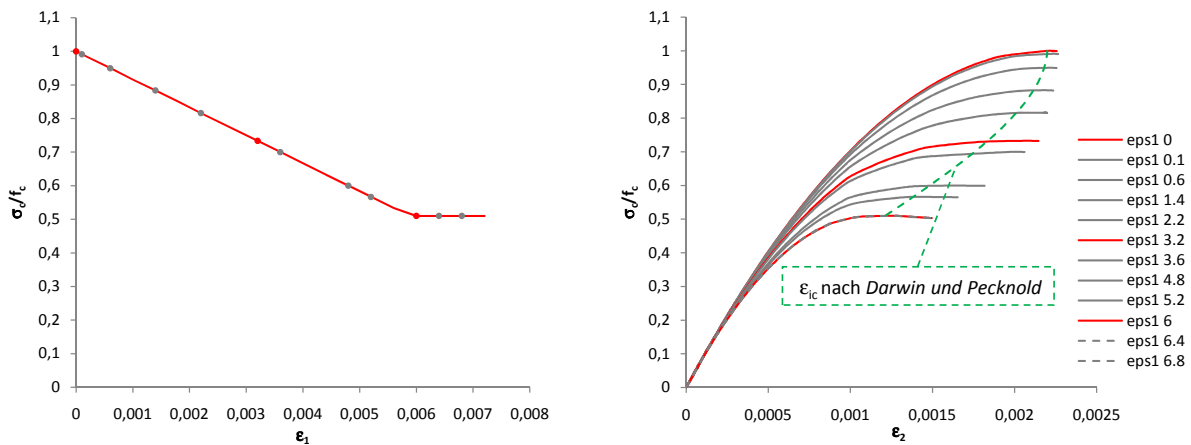 σc/fc
1,1
1
0,9
0,8
0,7
0,6
0,5
0,4
0,3
0,2
0,1
0
0 0,001 0,002 0,003 0,004 0,005 0,006 0,007 0,008
ε1
σc/fc
1,1
1
0,9
0,8
0,7
0,6
0,5
0,4
0,3
0,2
0,1
0
0 0,0005 0,001 0,0015 0,002 0,0025
ε2
εic nach Darwin und Pecknold
eps1 0
eps1 0.1
eps1 0.6
eps1 1.4
eps1 2.2
eps1 3.2
eps1 3.6
eps1 4.8
eps1 5.2
eps1 6
eps1 6.4
eps1 6.8